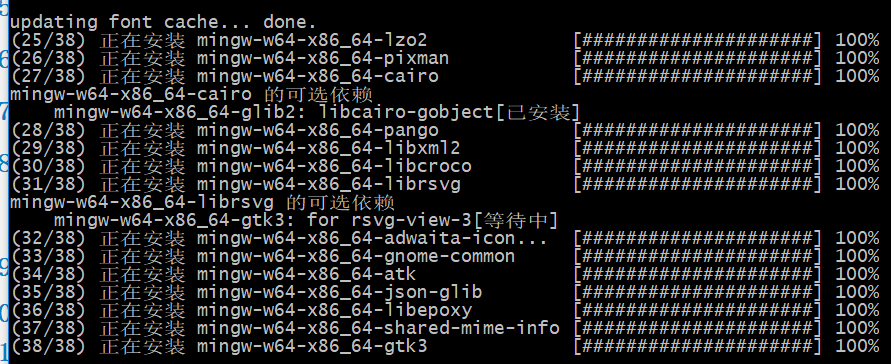 updating font cache... done.
(25/38) 正在安装 mingw-w64-x86_64-lzo2 [#####################] 100%
(26/38) 正在安装 mingw-w64-x86_64-pixman [#####################] 100%
(27/38) 正在安装 mingw-w64-x86_64-cairo [#####################] 100%
mingw-w64-x86_64-cairo 的可选依赖
mingw-w64-x86_64-glib2: libcairo-gobject[已安装]
(28/38) 正在安装 mingw-w64-x86_64-pango [#####################] 100%
(29/38) 正在安装 mingw-w64-x86_64-libxml2 [#####################] 100%
(30/38) 正在安装 mingw-w64-x86_64-libcroco [#####################] 100%
(31/38) 正在安装 mingw-w64-x86_64-librsvg [#####################] 100%
mingw-w64-x86_64-librsvg 的可选依赖
mingw-w64-x86_64-gtk3: for rsvg-view-3[等待中]
(32/38) 正在安装 mingw-w64-x86_64-adwaita-icon... [#####################] 100%
(33/38) 正在安装 mingw-w64-x86_64-gnome-common [#####################] 100%
(34/38) 正在安装 mingw-w64-x86_64-atk [#####################] 100%
(35/38) 正在安装 mingw-w64-x86_64-json-glib [#####################] 100%
(36/38) 正在安装 mingw-w64-x86_64-libepoxy [#####################] 100%
(37/38) 正在安装 mingw-w64-x86_64-shared-mime-info [#####################] 100%
(38/38) 正在安装 mingw-w64-x86_64-gtk3 [#####################] 100%